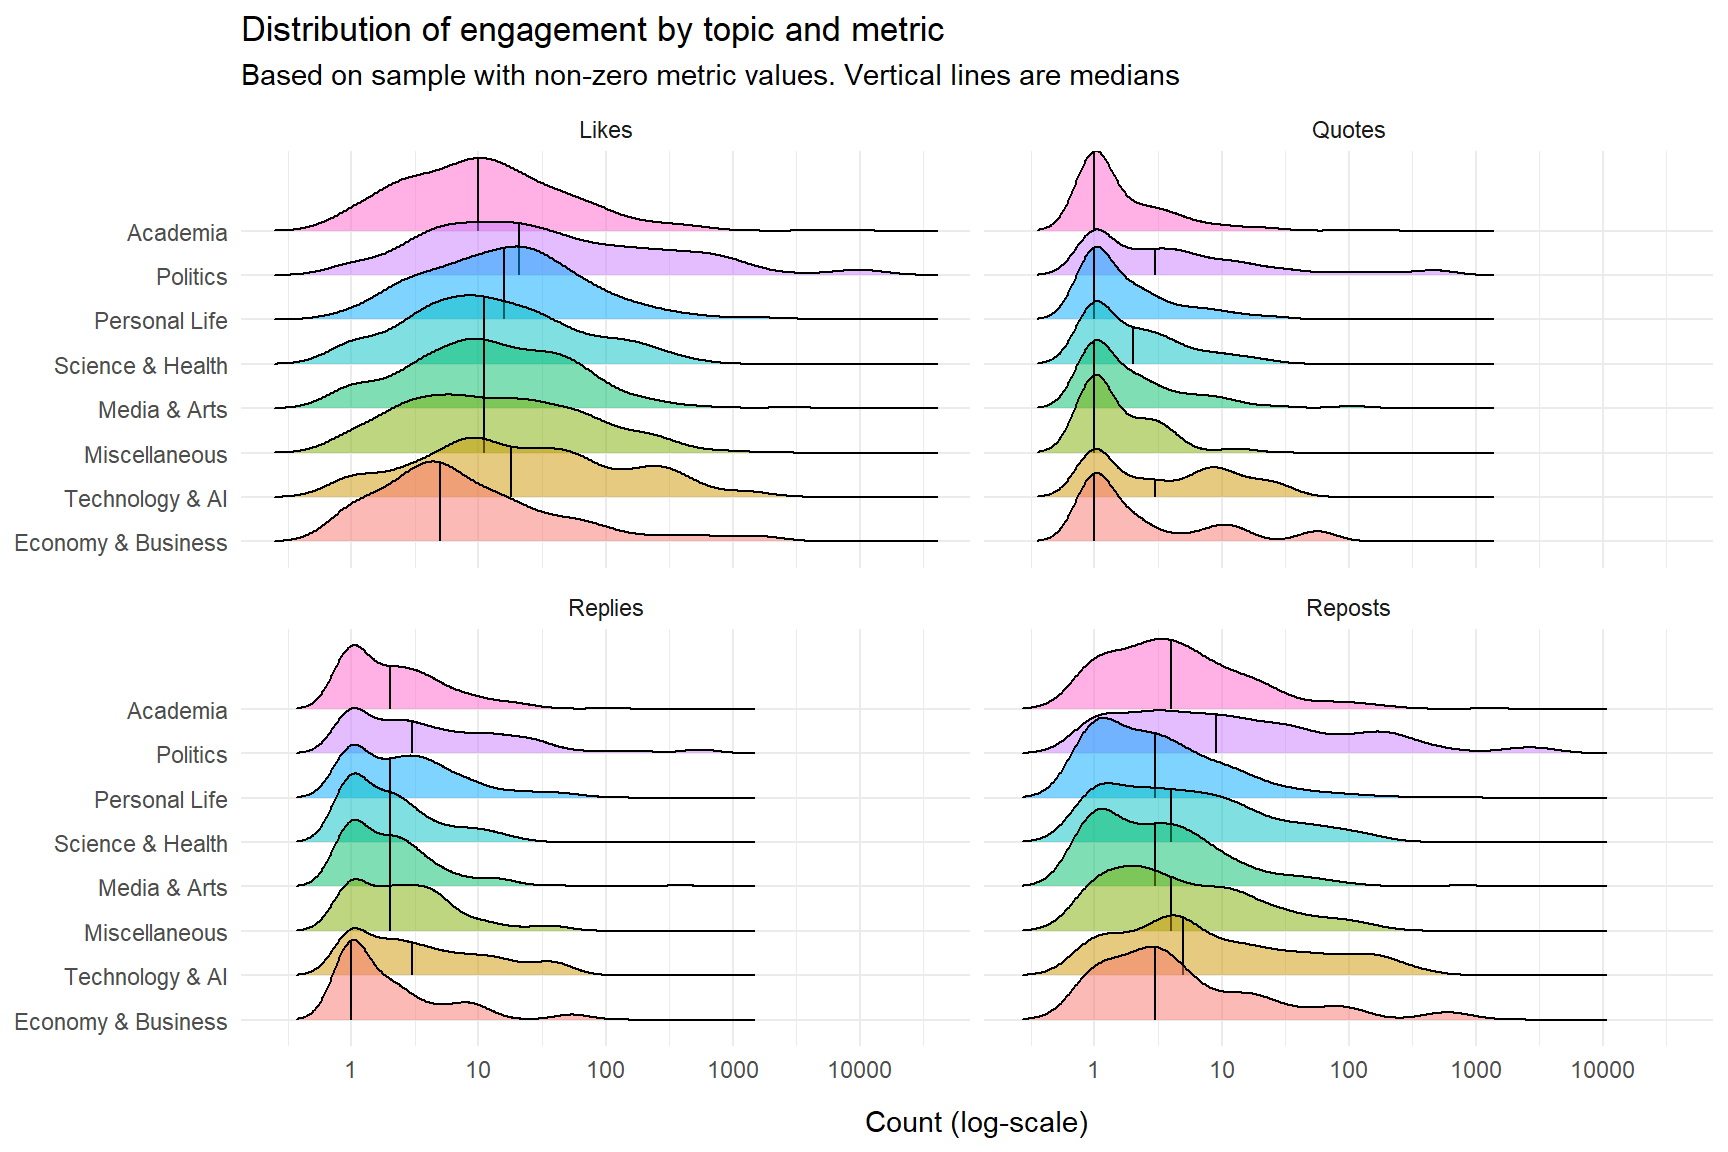 Distribution of engagement by topic and metric
Based on sample with non-zero metric values. Vertical lines are medians
Likes
Quotes
Academia
Politics
Personal Life
Science & Health
Media & Arts
Miscellaneous
Technology & AI
Economy & Business
Replies
Reposts
Academia
Politics
Personal Life
Science & Health
Media & Arts
Miscellaneous
Technology & AI
Economy & Business
1 10 100 1000 10000
1 10 100 1000 10000
Count (log-scale)